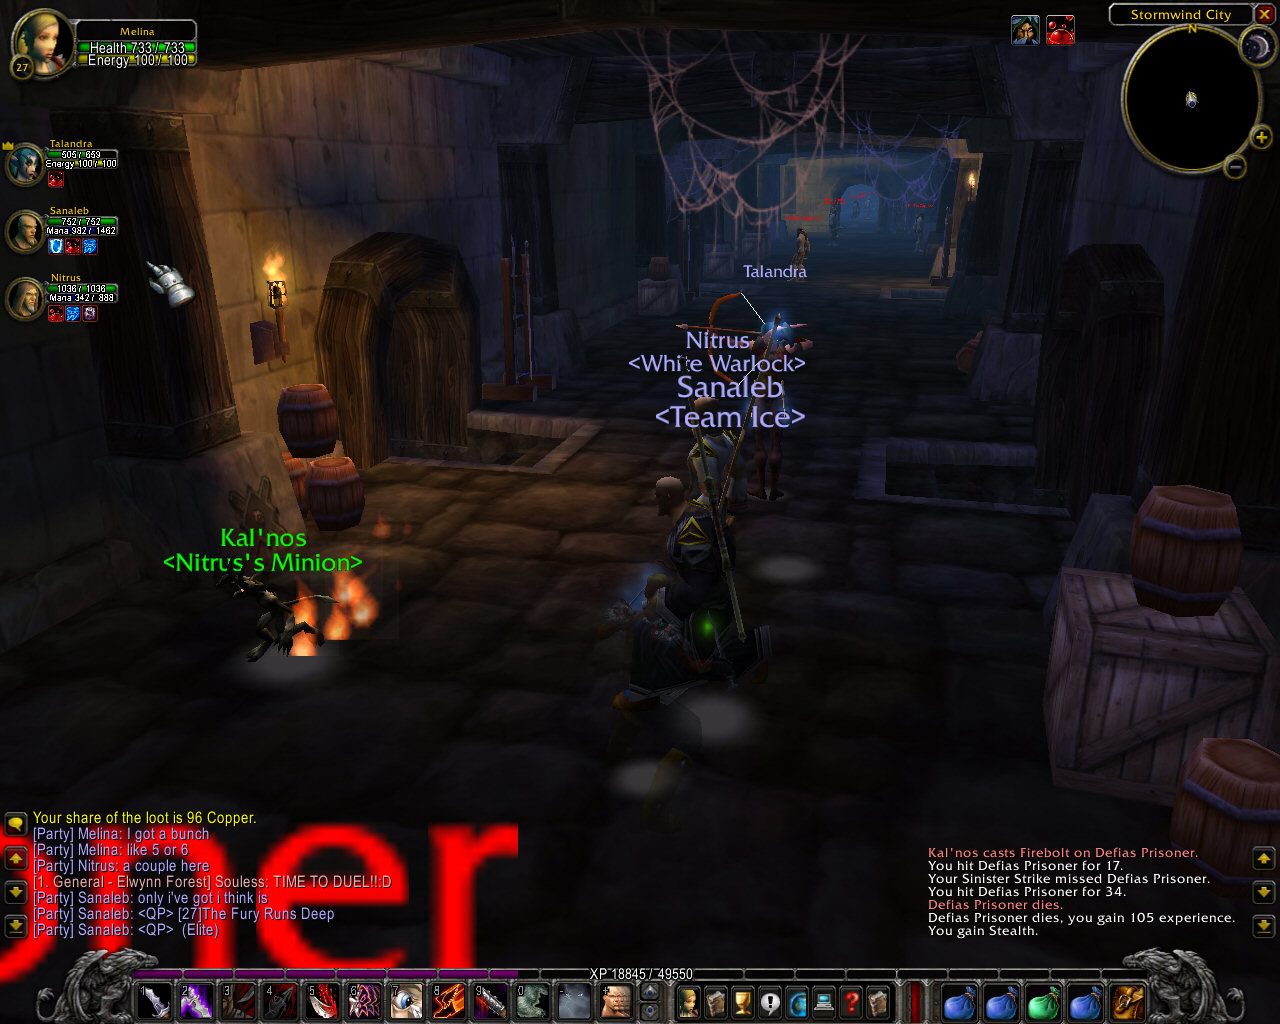 Melina
Health 733 / 733
Energy 100 / 100
27
Stormwind City
N
Talandra
505 / 659
Energy 100 / 100
Sanaleb
752 / 752
Mana 982 / 1462
Nitrus
1036 / 1036
Mana 342 / 888
Talandra
Nitrus
<White Warlock>
Sanaleb
<Team Ice>
Kal'nos
<Nitrus's Minion>
Your share of the loot is 96 Copper.
[Party] Melina: I got a bunch
[Party] Melina: like 5 or 6
[Party] Nitrus: a couple here
[1. General - Elwynn Forest] Souless: TIME TO DUEL!!:D
[Party] Sanaleb: only i've got i think is
[Party] Sanaleb: <QP> [27]The Fury Runs Deep
[Party] Sanaleb: <QP> (Elite)
oner
Kal'nos casts Firebolt on Defias Prisoner.
You hit Defias Prisoner for 17.
Your Sinister Strike missed Defias Prisoner.
You hit Defias Prisoner for 34.
Defias Prisoner dies.
Defias Prisoner dies, you gain 105 experience.
You gain Stealth.
XP 18845 / 49550
1 2 3 4 5 6 7 8 9 0 - +